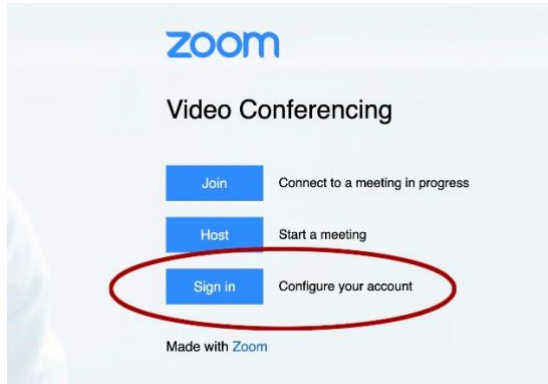 zoom
Video Conferencing
Join Connect to a meeting in progress
Host Start a meeting
Sign in Configure your account
Made with Zoom